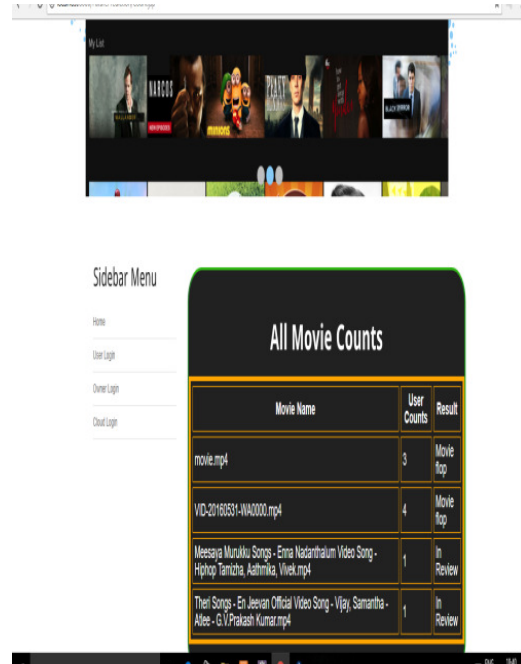 My List
NARCOS
NEW EPISODES
minions
BLACK MIRROR
Sidebar Menu
Home
User Login
Owner Login
Cloud Login
All Movie Counts
Movie Name
User
Counts
Result
movie.mp4
3
Movie
flop
VID-20160531-WA0000.mp4
4
Movie
flop
Meesaya Murukku Songs - Enna Nadanthalum Video Song -
Hiphop Tamizha, Aathmika, Vivek.mp4
1
In
Review
Theri Songs - En Jeevan Official Video Song - Vijay, Samantha -
Atlee - G.V.Prakash Kumar.mp4
1
In
Review